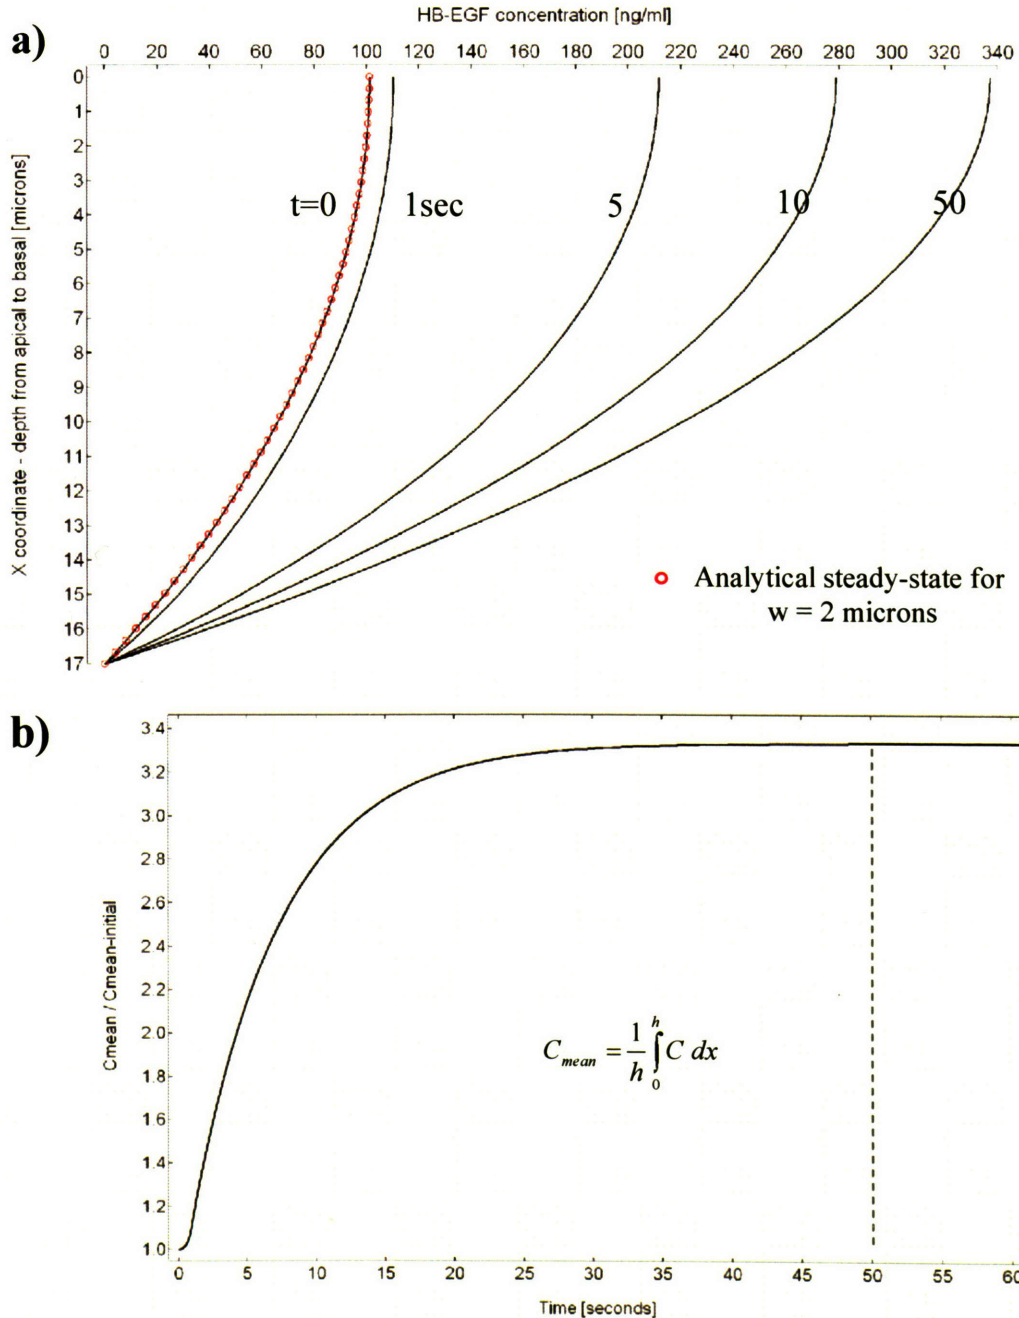 a)
HB-EGF concentration [ng/ml]
0 20 40 60 80 100 120 140 160 180 200 220 240 260 280 300 320 340
X coordinate - depth from apical to basal [microns]
0
1
2
3
4
5
6
7
8
9
10
11
12
13
14
15
16
17
t=0 1sec 5 10 50
Analytical steady-state for
w = 2 microns
b)
Cmean / Cmean-initial
3.4
3.2
3.0
2.8
2.6
2.4
2.2
2.0
1.8
1.6
1.4
1.2
1.0
C_{mean} = \frac{1}{h} \int_0^h C dx
0 5 10 15 20 25 30 35 40 45 50 55 60
Time [seconds]